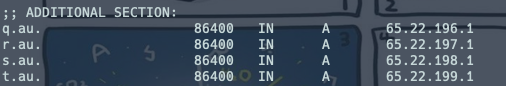 ;; ADDITIONAL SECTION:
q.au. 86400 IN A 65.22.196.1
r.au. 86400 IN A 65.22.197.1
s.au. 86400 IN A 65.22.198.1
t.au. 86400 IN A 65.22.199.1